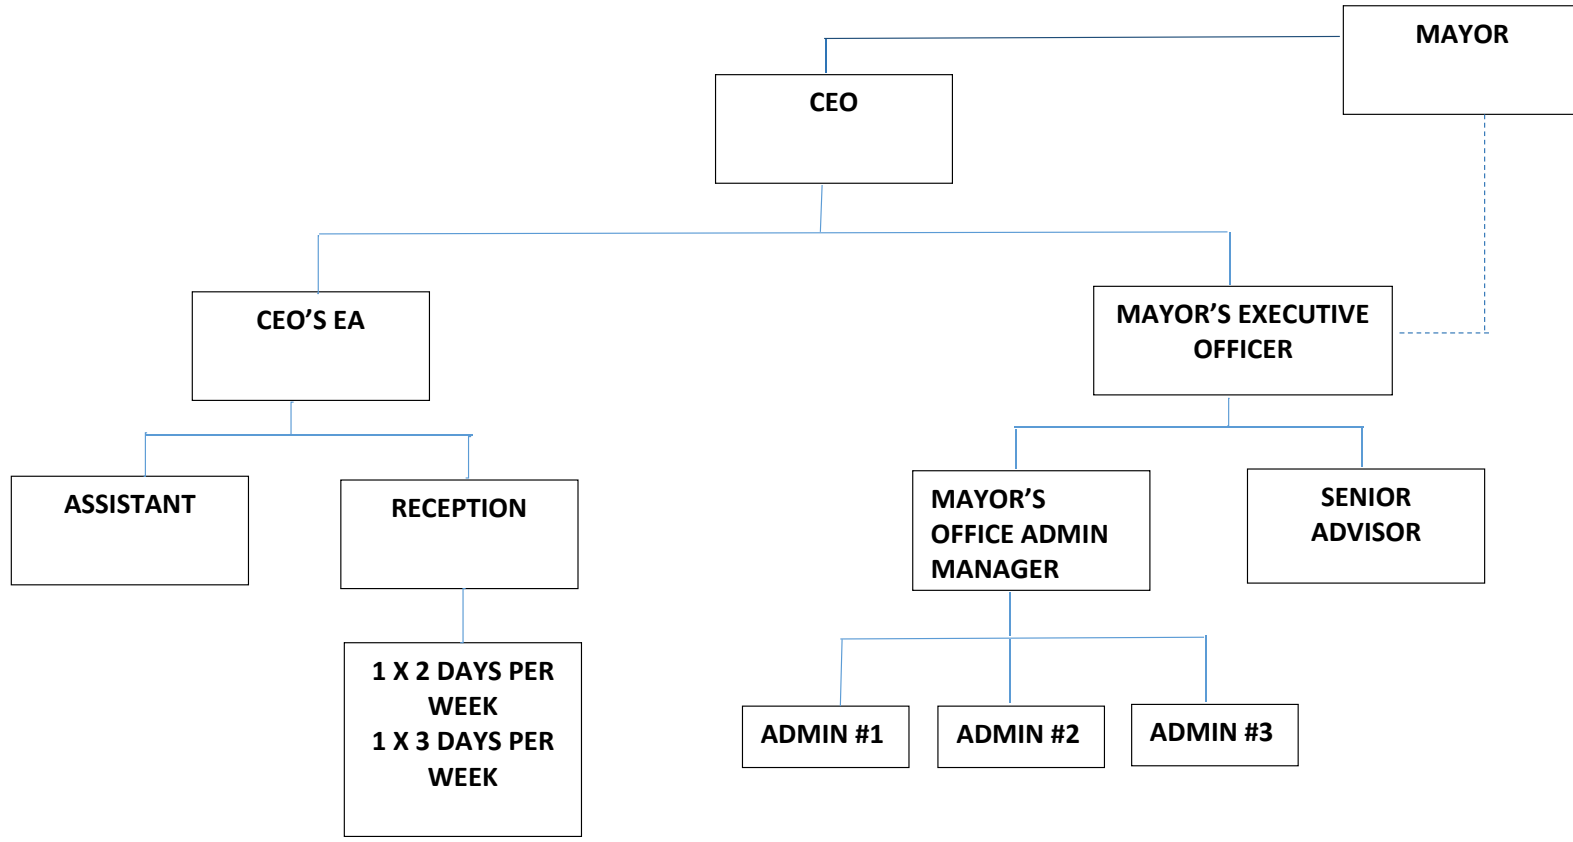 MAYOR
CEO
CEO’S EA
MAYOR’S EXECUTIVE
OFFICER
ASSISTANT
RECEPTION
MAYOR’S
OFFICE ADMIN
MANAGER
SENIOR
ADVISOR
1 X 2 DAYS PER
WEEK
1 X 3 DAYS PER
WEEK
ADMIN #1
ADMIN #2
ADMIN #3